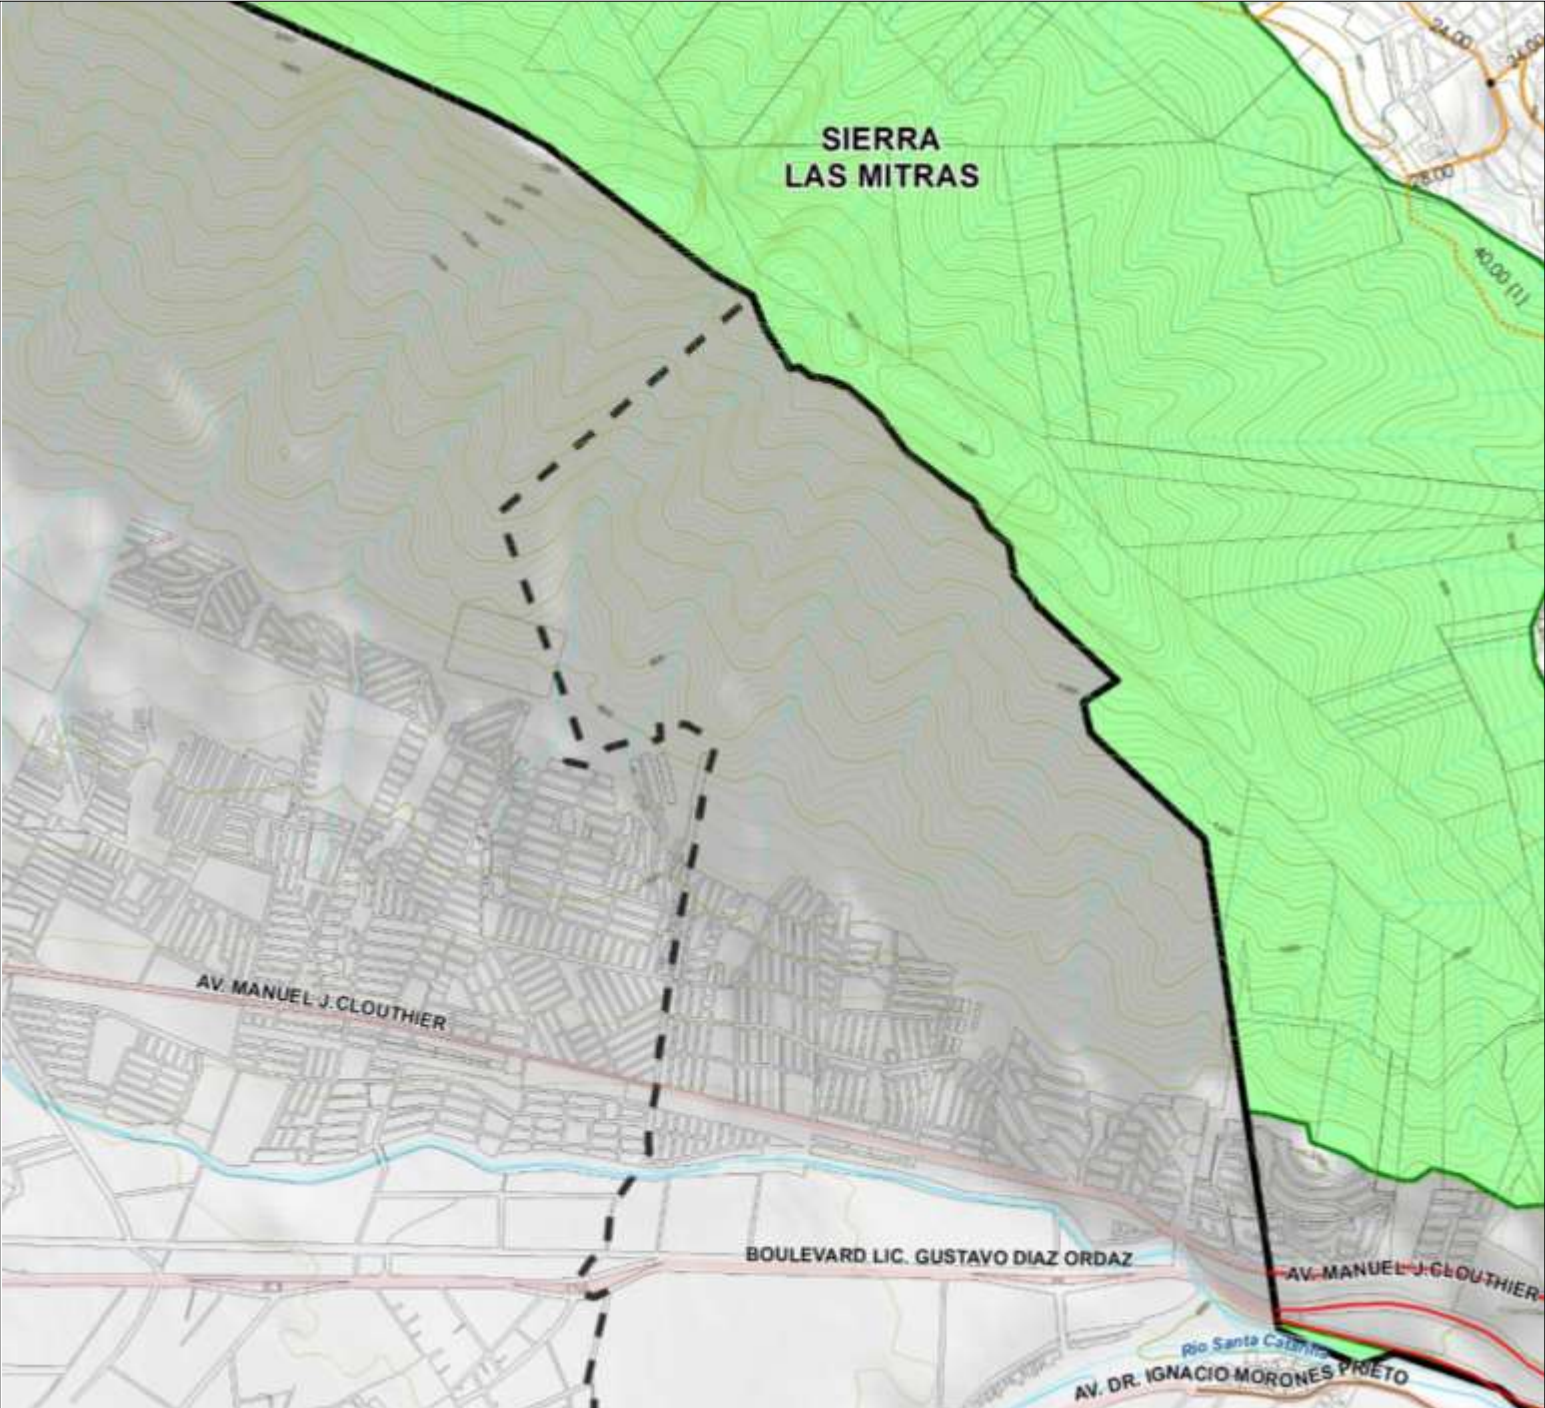 24.00
24.00
SIERRA
LAS MITRAS
28.00
40.00 (1)
AV. MANUEL J.CLOUTHIER
BOULEVARD LIC. GUSTAVO DIAZ ORDAZ
AV. MANUEL J.CLOUTHIER
Rio Santa Catarina
AV. DR. IGNACIO MORONES PRIETO